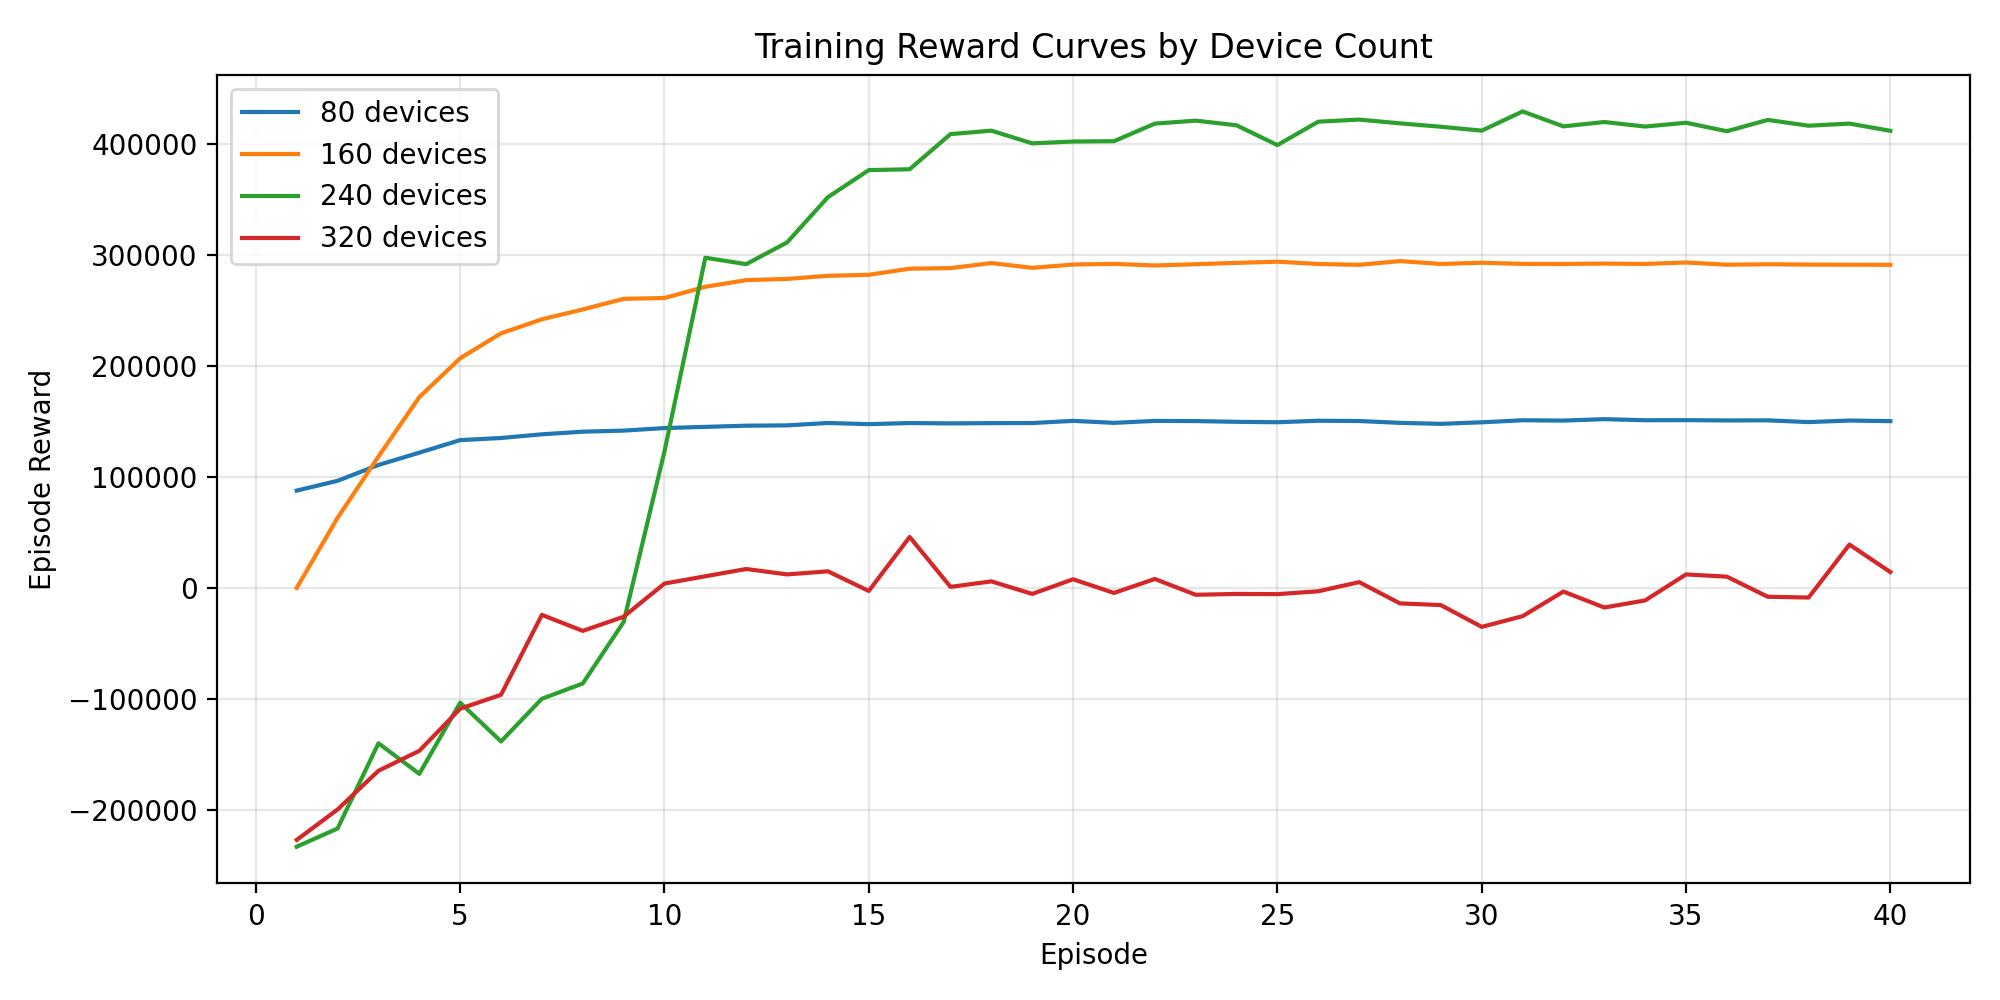 Training Reward Curves by Device Count
80 devices
160 devices
240 devices
320 devices
Episode Reward
400000
300000
200000
100000
0
−100000
−200000
0 5 10 15 20 25 30 35 40
Episode